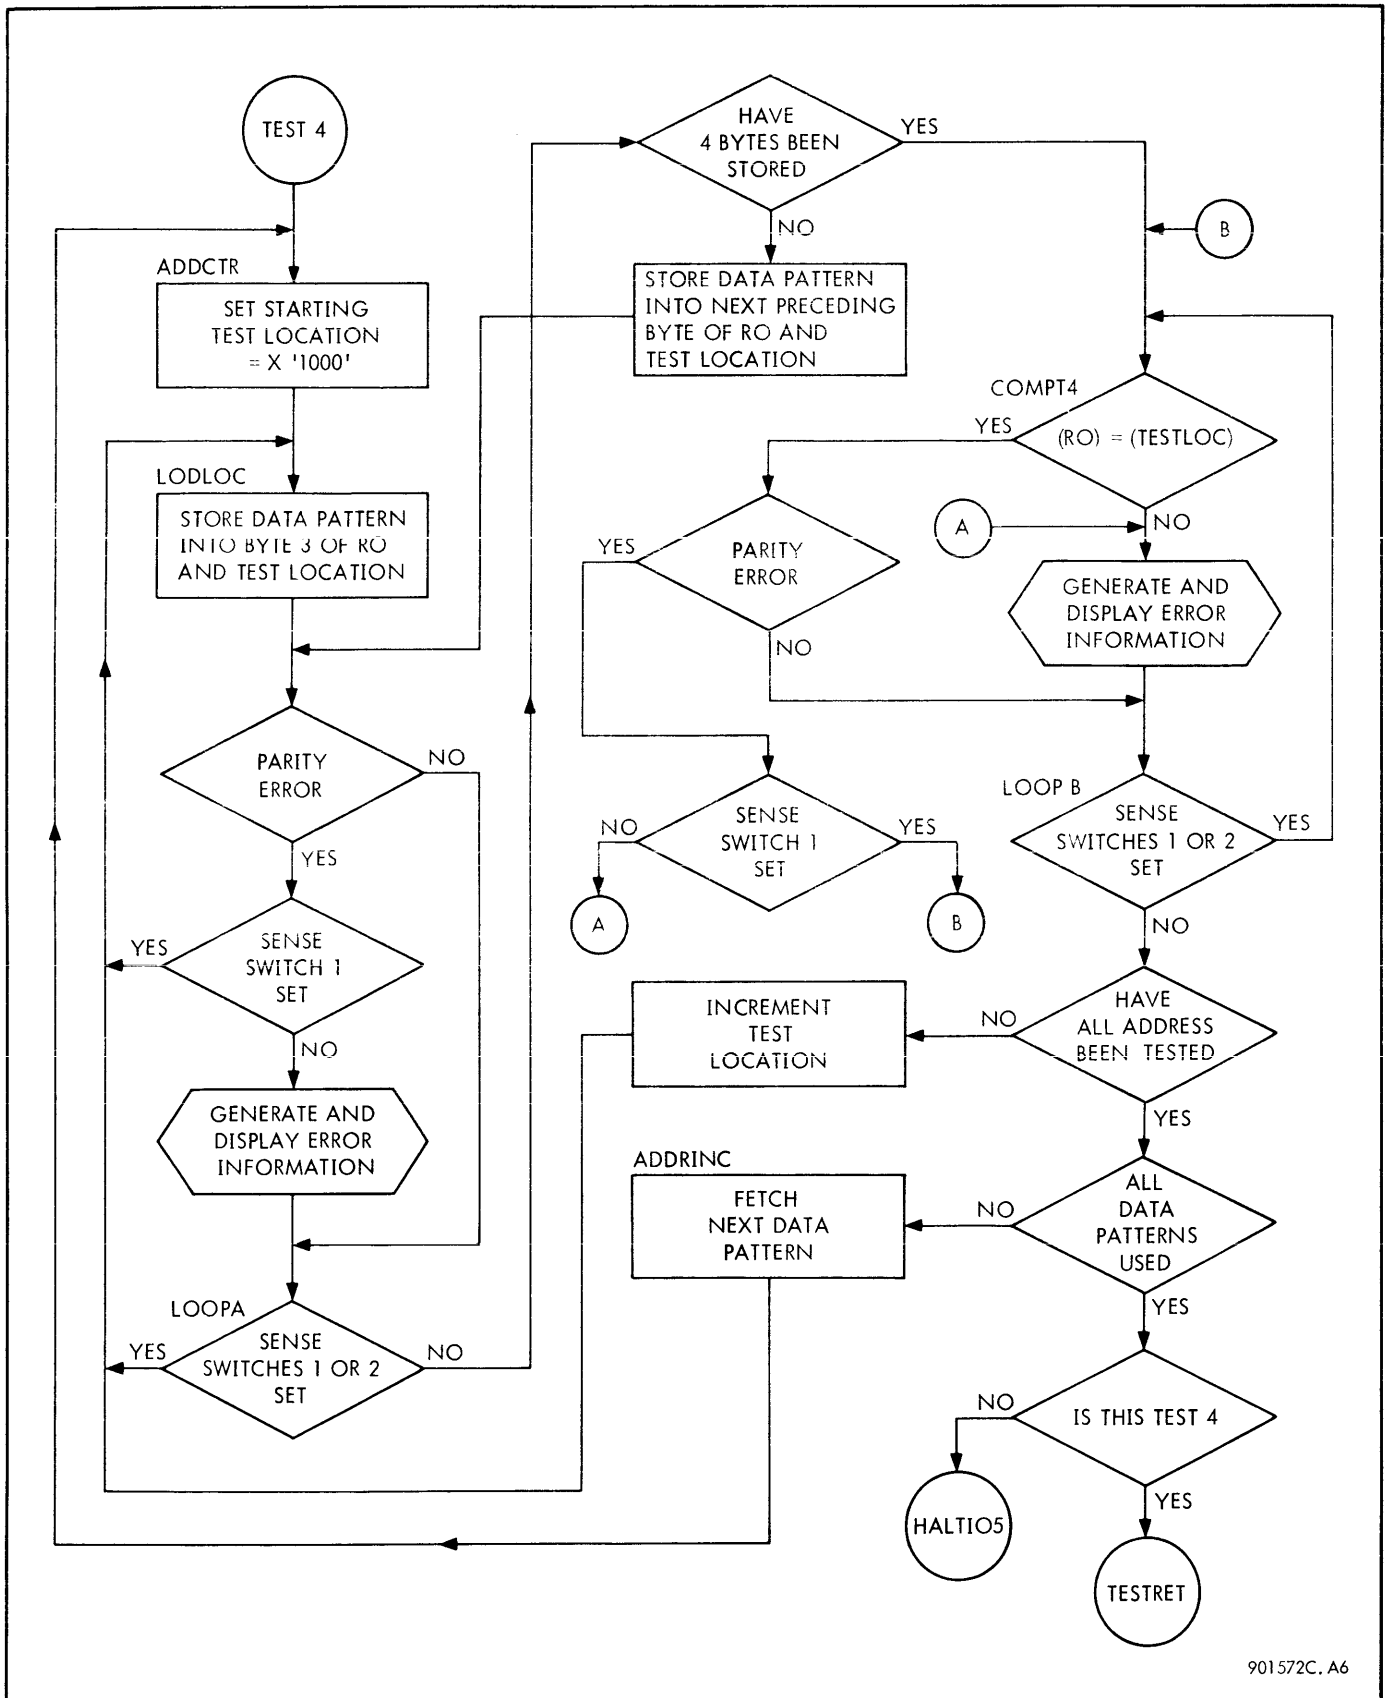 TEST 4
ADDCTR
SET STARTING
TEST LOCATION
= X '1000'
LODLOC
STORE DATA PATTERN
INTO BYTE 3 OF RO
AND TEST LOCATION
PARITY
ERROR
NO
YES
SENSE
SWITCH 1
SET
YES
NO
GENERATE AND
DISPLAY ERROR
INFORMATION
LOOPA
SENSE
SWITCHES 1 OR 2
SET
YES
NO
HAVE
4 BYTES BEEN
STORED
YES
NO
STORE DATA PATTERN
INTO NEXT PRECEDING
BYTE OF RO AND
TEST LOCATION
B
COMPT4
(RO) = (TESTLOC)
YES
NO
A
PARITY
ERROR
YES
NO
GENERATE AND
DISPLAY ERROR
INFORMATION
SENSE
SWITCH 1
SET
NO
YES
A
B
LOOP B
SENSE
SWITCHES 1 OR 2
SET
YES
NO
HAVE
ALL ADDRESS
BEEN TESTED
NO
YES
INCREMENT
TEST
LOCATION
ADDRINC
FETCH
NEXT DATA
PATTERN
ALL
DATA
PATTERNS
USED
NO
YES
IS THIS TEST 4
NO
YES
HALTIO5
TESTRET
901572C. A6